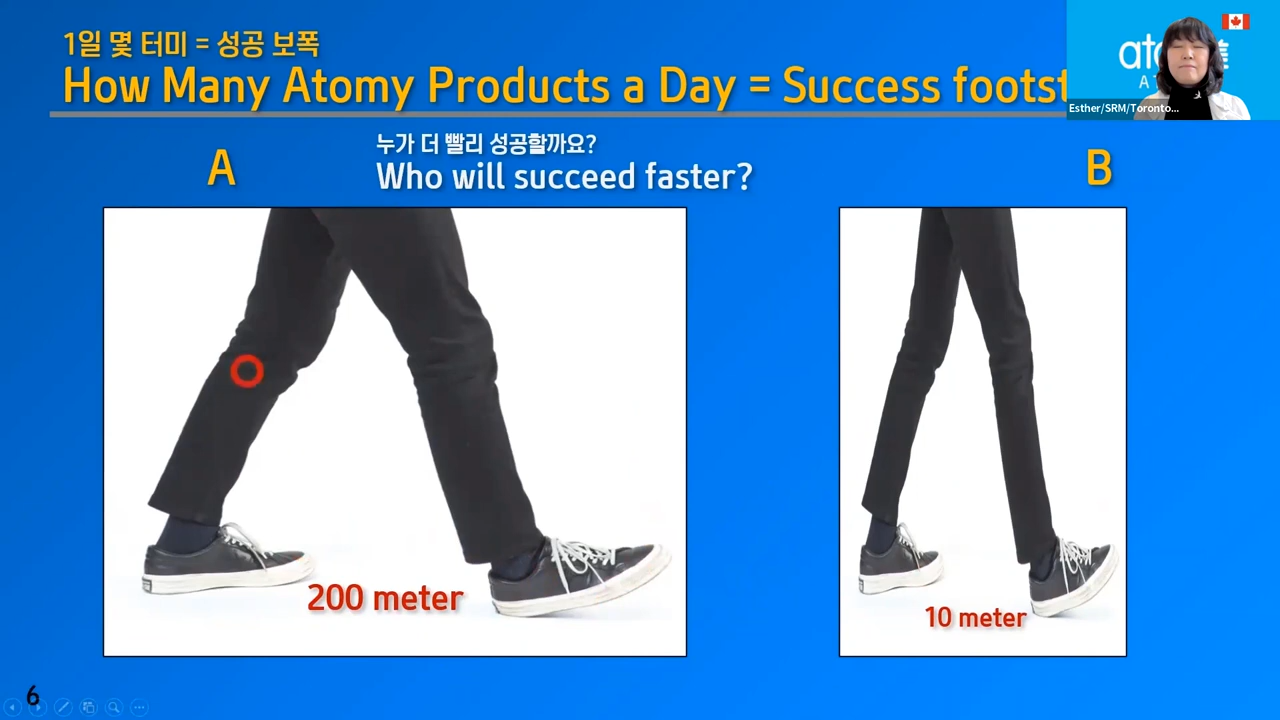 1일 몇 터미 = 성공 보폭
How Many Atomy Products a Day = Success footst
Esther/SRM/Toronto...
누가 더 빨리 성공할까요?
Who will succeed faster?
A
B
200 meter
10 meter
6